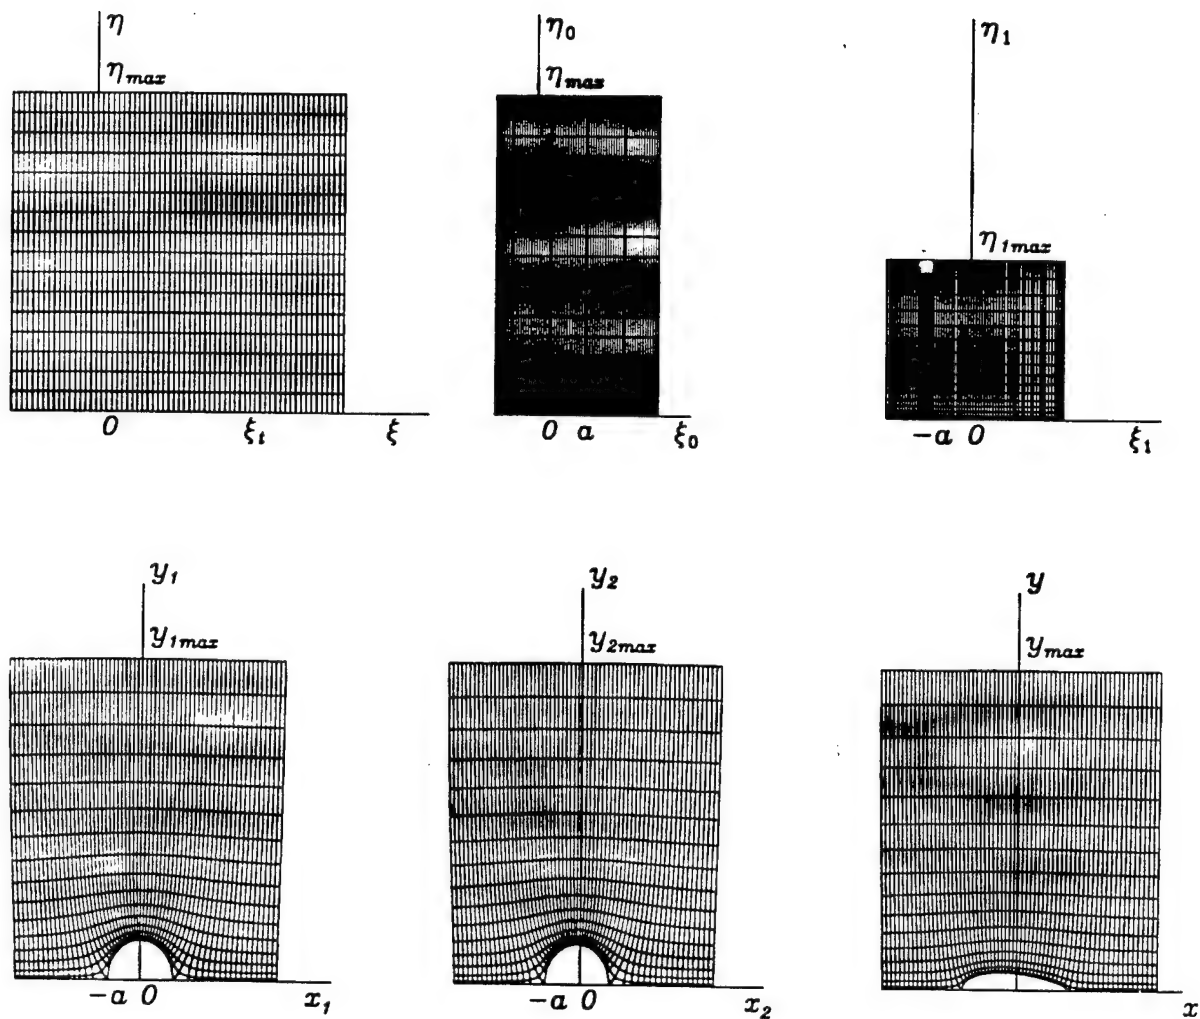 η
η_max
0 ξ_t ξ
η_0
η_max
0 a ξ_0
η_1
η_1max
-a 0 ξ_1
y_1
y_1max
-a 0 x_1
y_2
y_2max
-a 0 x_2
y
y_max
x